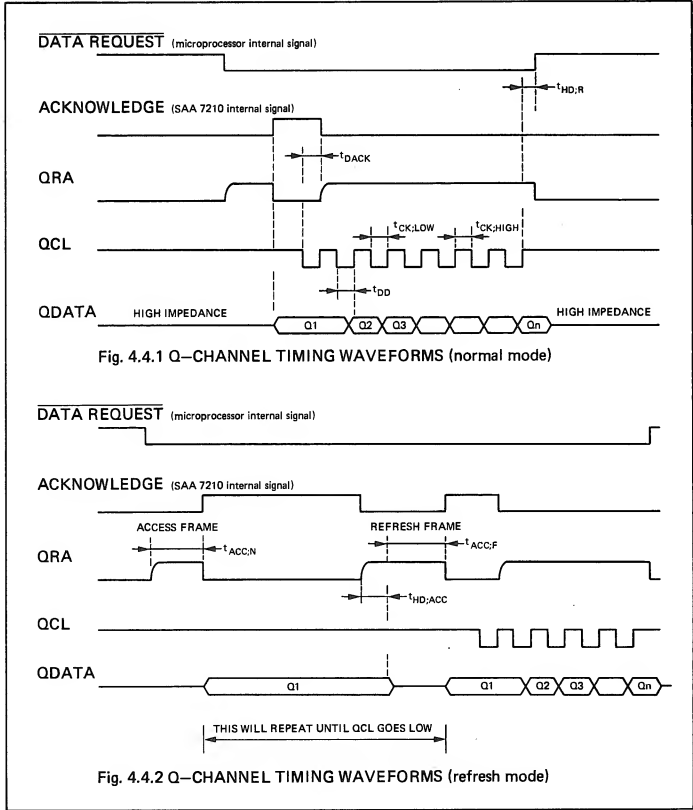 DATA REQUEST (microprocessor internal signal)
tHD;R
ACKNOWLEDGE (SAA 7210 internal signal)
tDACK
QRA
tCK;LOW tCK;HIGH
QCL
tDD
QDATA HIGH IMPEDANCE Q1 Q2 Q3 Qn HIGH IMPEDANCE
Fig. 4.4.1 Q–CHANNEL TIMING WAVEFORMS (normal mode)
DATA REQUEST (microprocessor internal signal)
ACKNOWLEDGE (SAA 7210 internal signal)
ACCESS FRAME REFRESH FRAME
QRA tACC;N tACC;F
tHD;ACC
QCL
QDATA
Q1 Q1 Q2 Q3 Qn
THIS WILL REPEAT UNTIL QCL GOES LOW
Fig. 4.4.2 Q–CHANNEL TIMING WAVEFORMS (refresh mode)